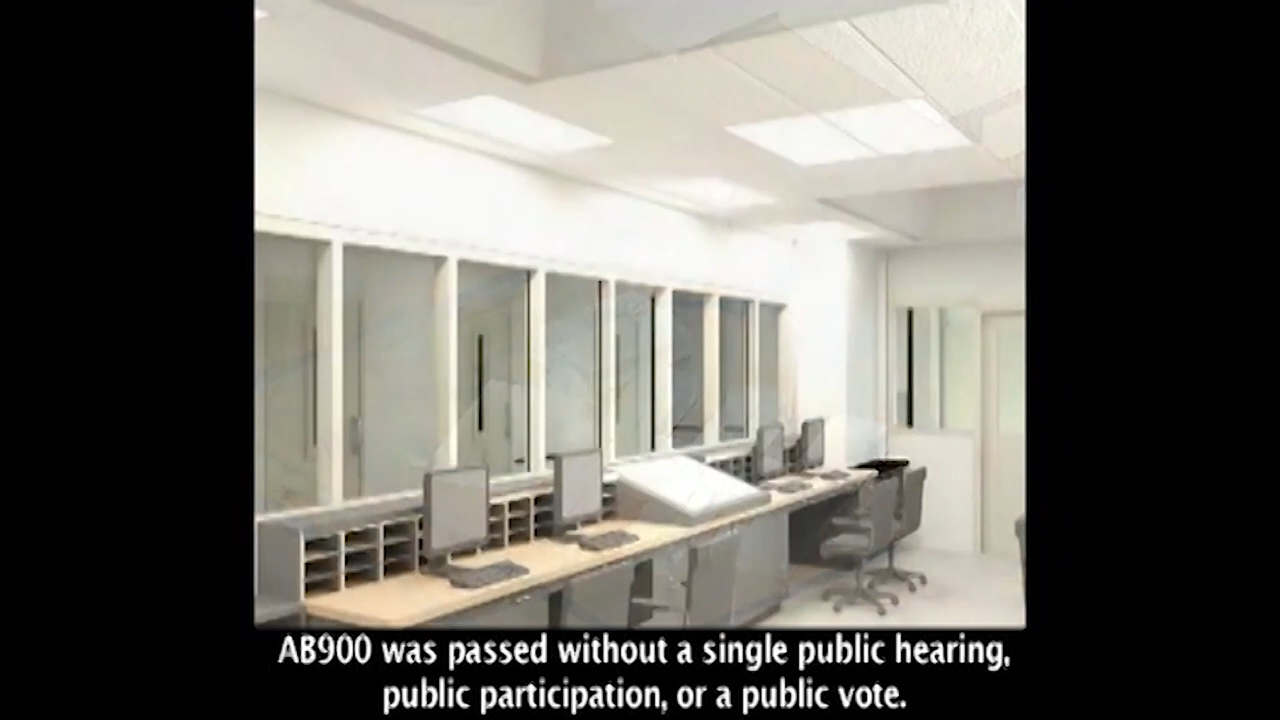 AB900 was passed without a single public hearing,
public participation, or a public vote.